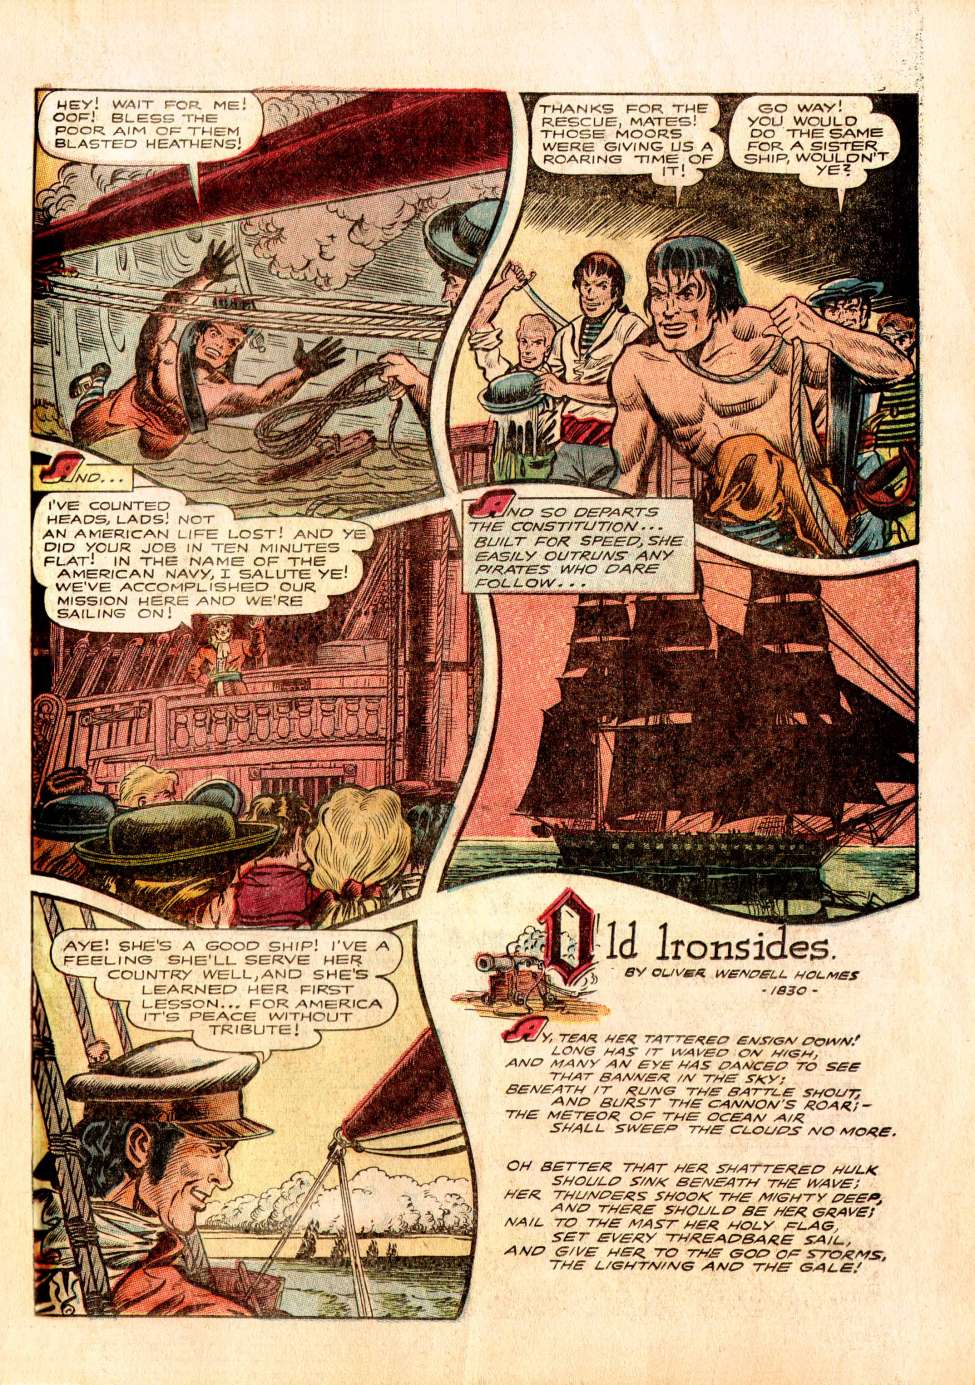 HEY! WAIT FOR ME!
OOF! BLESS THE
POOR AIM OF THEM
BLASTED HEATHENS!
THANKS FOR THE
RESCUE, MATES!
THOSE MOORS
WERE GIVING US A
ROARING TIME OF
IT!
GO WAY!
YOU WOULD
DO THE SAME
FOR A SISTER
SHIP, WOULDN'T
YE?
AND...
I'VE COUNTED
HEADS, LADS! NOT
AN AMERICAN LIFE LOST! AND YE
DID YOUR JOB IN TEN MINUTES
FLAT! IN THE NAME OF THE
AMERICAN NAVY, I SALUTE YE!
WE'VE ACCOMPLISHED OUR
MISSION HERE AND WE'RE
SAILING ON!
AND SO DEPARTS
THE CONSTITUTION...
BUILT FOR SPEED, SHE
EASILY OUTRUNS ANY
PIRATES WHO DARE
FOLLOW...
AYE! SHE'S A GOOD SHIP! I'VE A
FEELING SHE'LL SERVE HER
COUNTRY WELL, AND SHE'S
LEARNED HER FIRST
LESSON... FOR AMERICA
IT'S PEACE WITHOUT
TRIBUTE!
Old Ironsides.
BY OLIVER WENDELL HOLMES
-1830-
AY, TEAR HER TATTERED ENSIGN DOWN!
LONG HAS IT WAVED ON HIGH,
AND MANY AN EYE HAS DANCED TO SEE
THAT BANNER IN THE SKY;
BENEATH IT RUNG THE BATTLE SHOUT,
AND BURST THE CANNON'S ROAR;-
THE METEOR OF THE OCEAN AIR
SHALL SWEEP THE CLOUDS NO MORE.
OH BETTER THAT HER SHATTERED HULK
SHOULD SINK BENEATH THE WAVE;
HER THUNDERS SHOOK THE MIGHTY DEEP,
AND THERE SHOULD BE HER GRAVE;
NAIL TO THE MAST HER HOLY FLAG,
SET EVERY THREADBARE SAIL,
AND GIVE HER TO THE GOD OF STORMS,
THE LIGHTNING AND THE GALE!